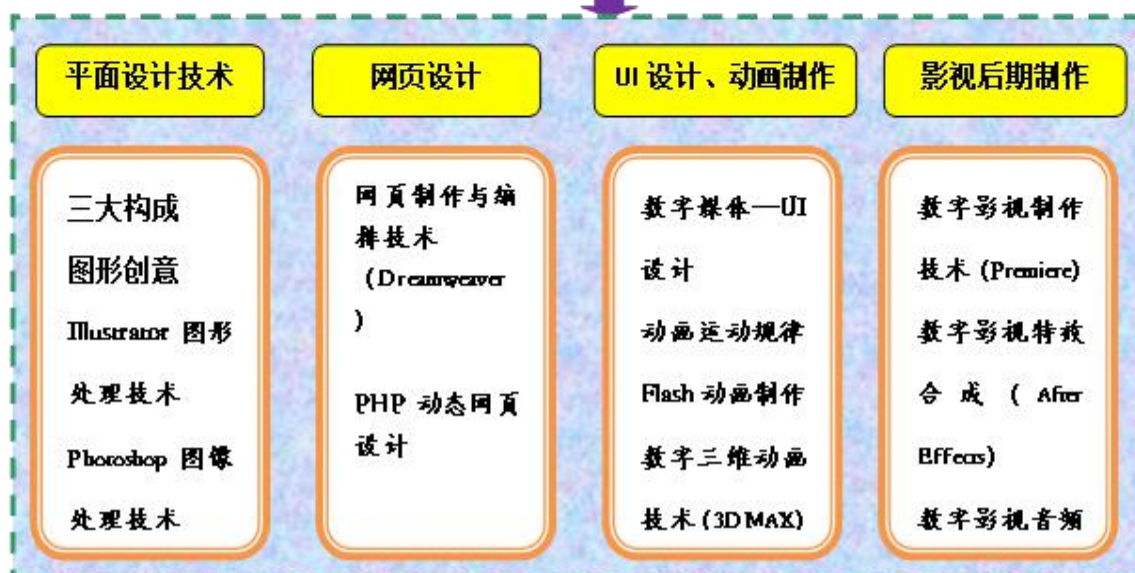 平面设计技术
网页设计
UI 设计、动画制作
影视后期制作
三大构成
图形创意
Illustrator 图形
处理技术
Photoshop 图像
处理技术
网页制作与编
排技术
（Dreamweaver
）
PHP 动态网页
设计
数字媒体—UI
设计
动画运动规律
Flash 动画制作
数字三维动画
技术(3D MAX)
数字影视制作
技术(Premiere)
数字影视特效
合成（After
Effects)
数字影视音频